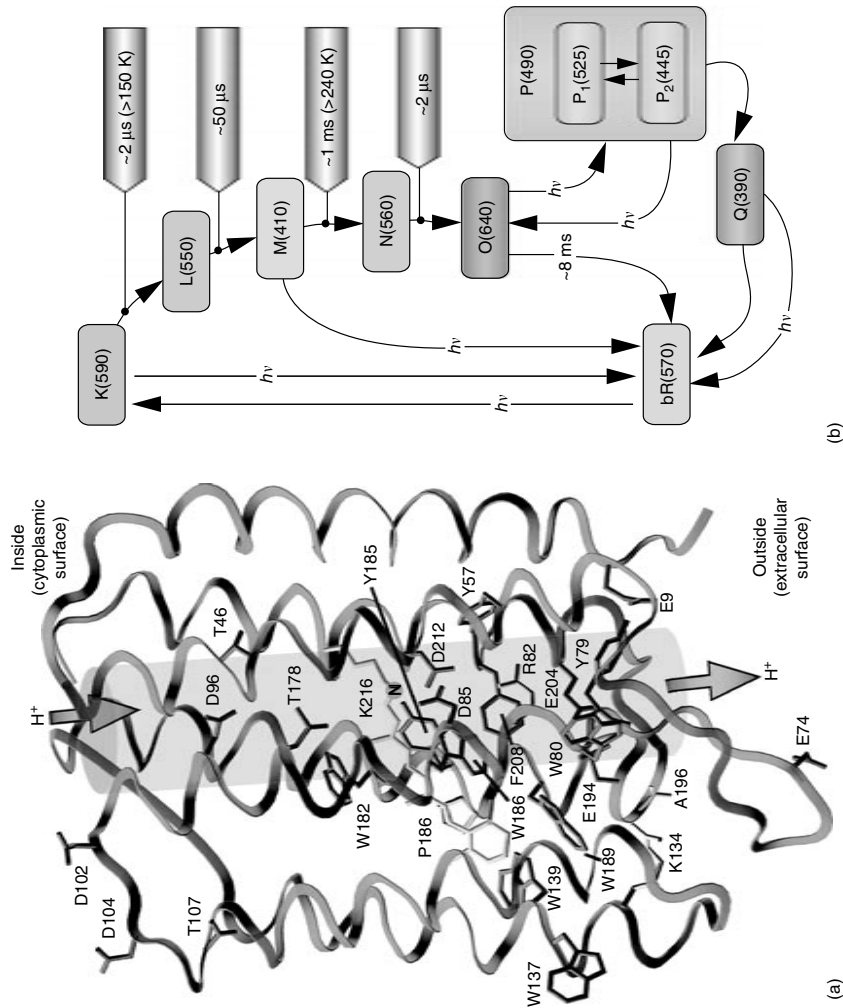 Inside
(cytoplasmic
surface)
H+
D102
D104
T107
D96
T46
T178
K216
N
Y185
W182
D212
D85
P186
Y57
F208
R82
W186
W80
E204
W139
Y79
E194
E9
W189
A196
K134
W137
E74
H+
Outside
(extracellular
surface)
(a)
~2 µs (>150 K)
~50 µs
~1 ms (>240 K)
~2 µs
K(590)
L(550)
M(410)
N(560)
O(640)
P(490)
P1(525)
P2(445)
Q(390)
bR(570)
hν
hν
hν
hν
hν
hν
~8 ms
(b)